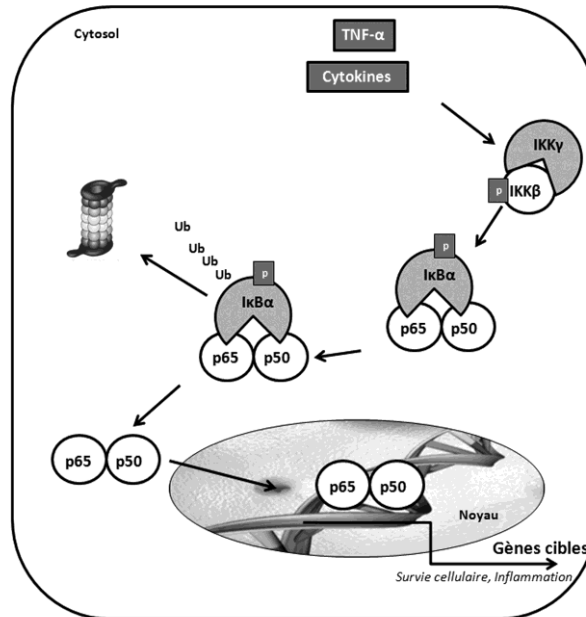 Cytosol
TNF-α
Cytokines
IKKγ
p
IKKβ
p
IκBα
p65 p50
Ub
Ub
Ub
Ub
p
IκBα
p65 p50
p65 p50
p65 p50
Noyau
Gènes cibles
Survie cellulaire, Inflammation